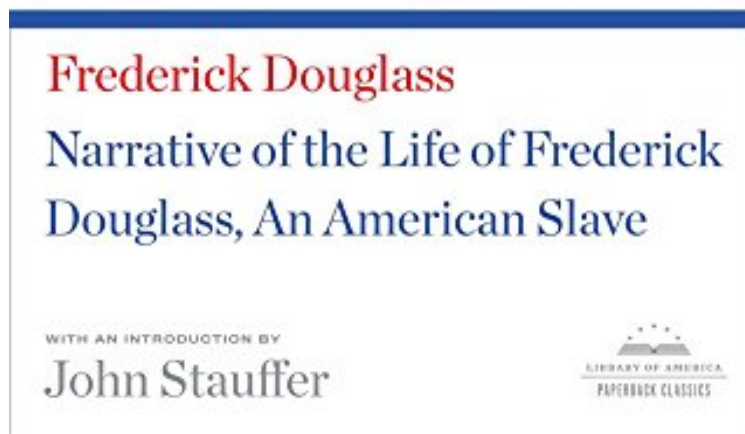 Frederick Douglass
Narrative of the Life of Frederick
Douglass, An American Slave
WITH AN INTRODUCTION BY
John Stauffer
LIBRARY OF AMERICA
PAPERBACK CLASSICS